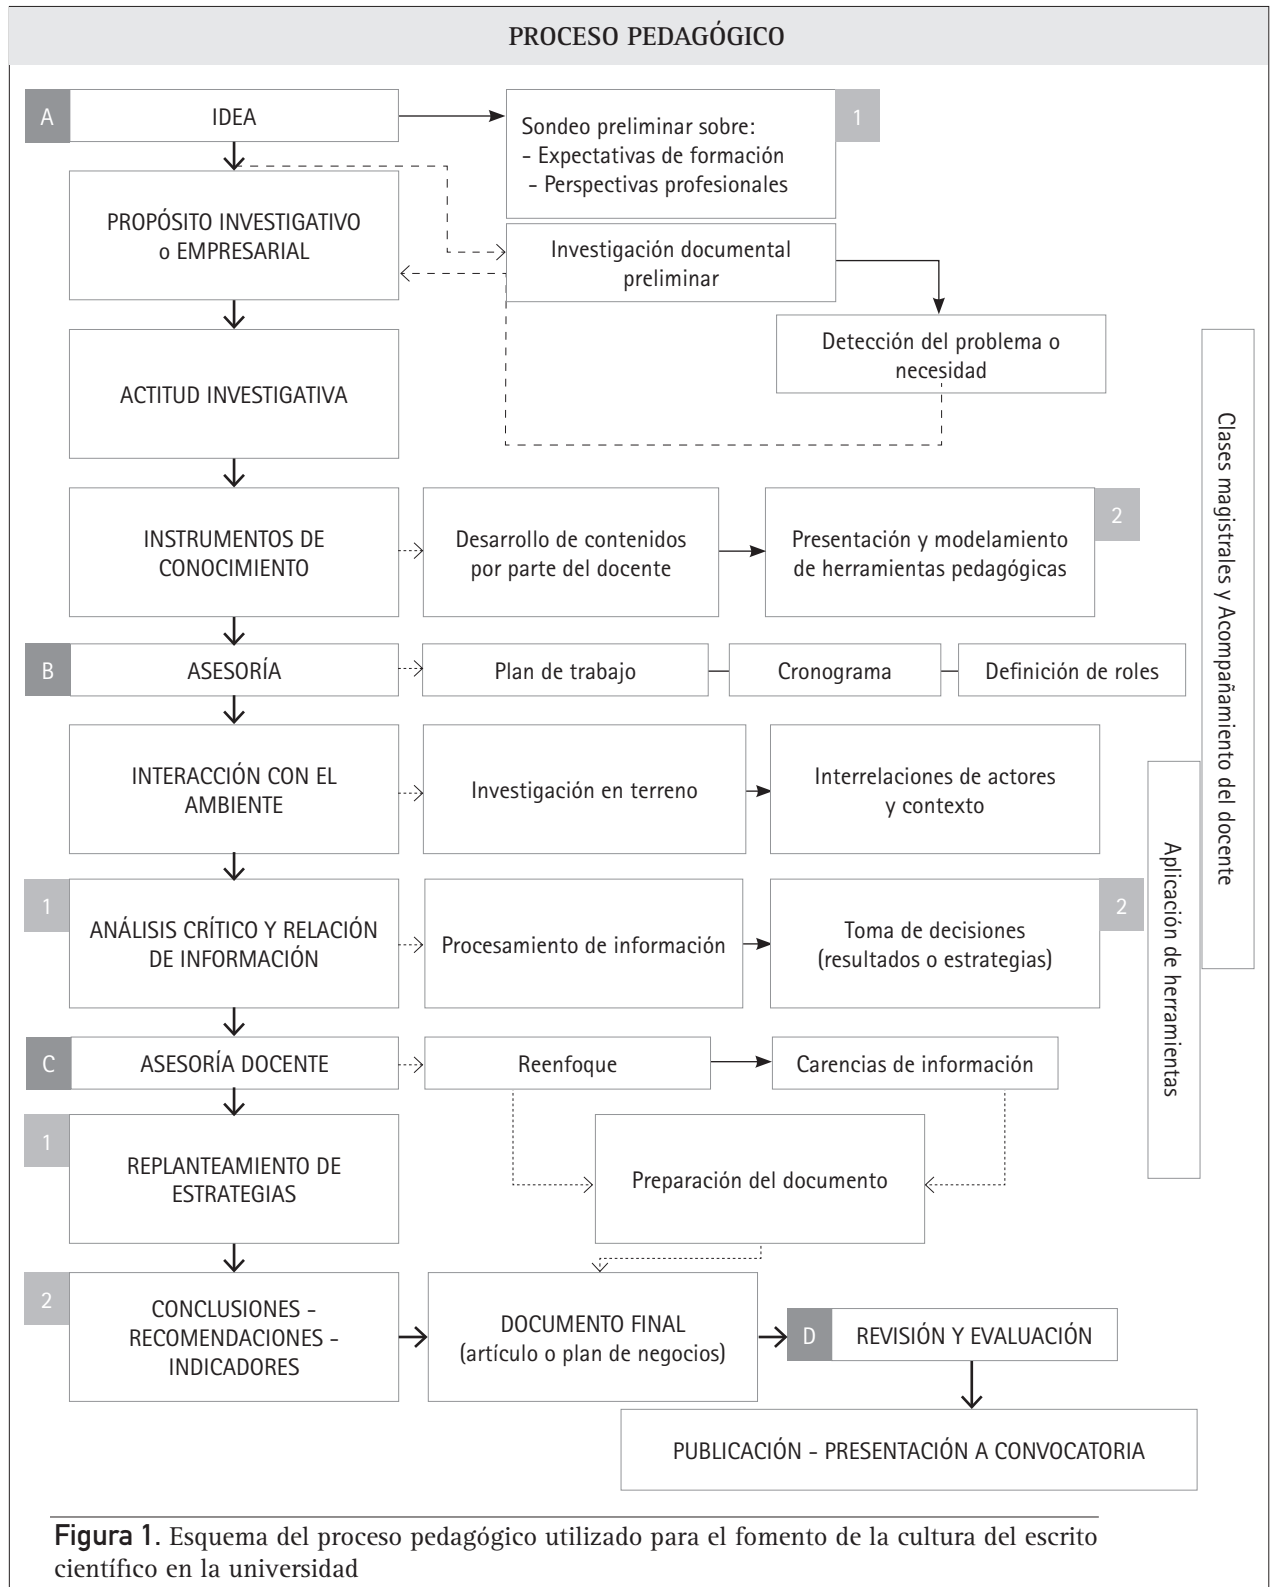 PROCESO PEDAGÓGICO
A
IDEA
Sondeo preliminar sobre:
- Expectativas de formación
- Perspectivas profesionales
1
PROPÓSITO INVESTIGATIVO
o EMPRESARIAL
Investigación documental
preliminar
Detección del problema o
necesidad
ACTITUD INVESTIGATIVA
INSTRUMENTOS DE
CONOCIMIENTO
Desarrollo de contenidos
por parte del docente
Presentación y modelamiento
de herramientas pedagógicas
2
B
ASESORÍA
Plan de trabajo
Cronograma
Definición de roles
INTERACCIÓN CON EL
AMBIENTE
Investigación en terreno
Interrelaciones de actores
y contexto
1
ANÁLISIS CRÍTICO Y RELACIÓN
DE INFORMACIÓN
Procesamiento de información
Toma de decisiones
(resultados o estrategias)
2
C
ASESORÍA DOCENTE
Reenfoque
Carencias de información
1
REPLANTEAMIENTO DE
ESTRATEGIAS
Preparación del documento
2
CONCLUSIONES -
RECOMENDACIONES -
INDICADORES
DOCUMENTO FINAL
(artículo o plan de negocios)
D
REVISIÓN Y EVALUACIÓN
PUBLICACIÓN - PRESENTACIÓN A CONVOCATORIA
Clases magistrales y Acompañamiento del docente
Aplicación de herramientas
Figura 1. Esquema del proceso pedagógico utilizado para el fomento de la cultura del escrito
científico en la universidad